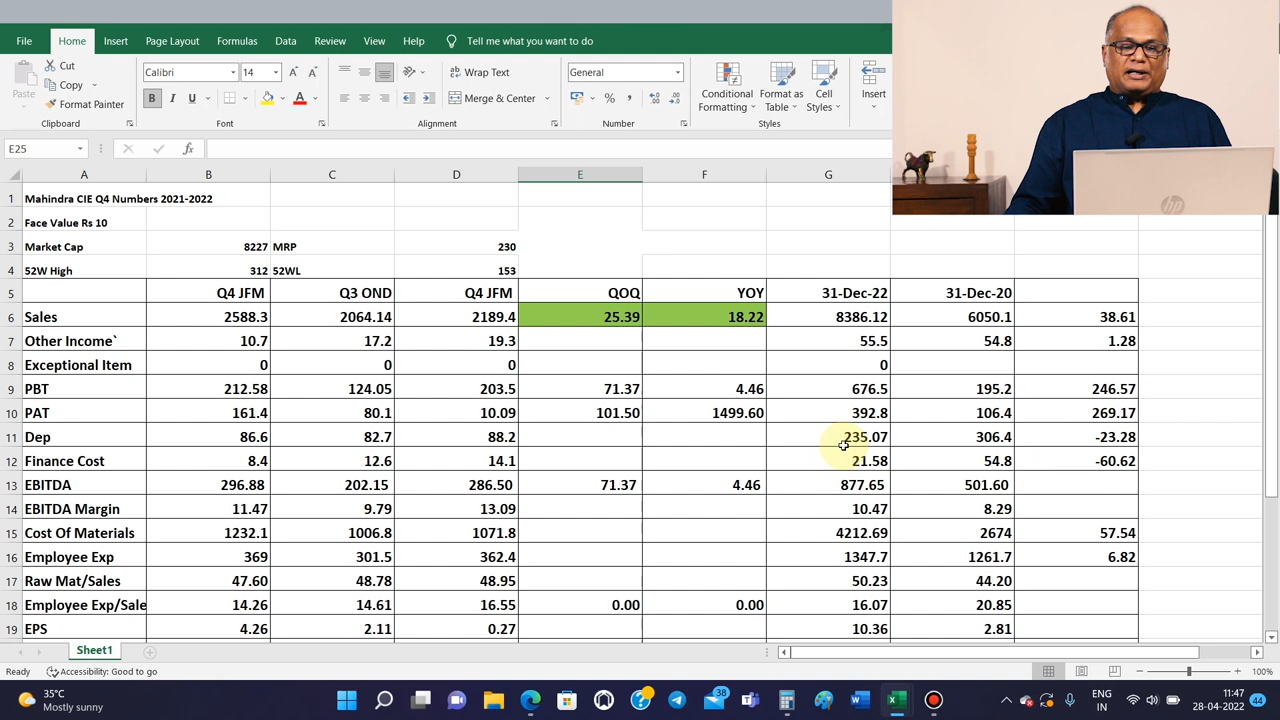 File Home Insert Page Layout Formulas Data Review View Help Tell me what you want to do
Cut Calibri 14 Wrap Text General
Copy Paste Format Painter Merge & Center Conditional Formatting Format as Table Cell Styles Insert
Clipboard Font Alignment Number Styles
E25
A B C D E F G H I
1 Mahindra CIE Q4 Numbers 2021-2022
2 Face Value Rs 10
3 Market Cap 8227 MRP 230
4 52W High 312 52WL 153
5 Q4 JFM Q3 OND Q4 JFM QOQ YOY 31-Dec-22 31-Dec-20
6 Sales 2588.3 2064.14 2189.4 25.39 18.22 8386.12 6050.1 38.61
7 Other Income` 10.7 17.2 19.3 55.5 54.8 1.28
8 Exceptional Item 0 0 0 0
9 PBT 212.58 124.05 203.5 71.37 4.46 676.5 195.2 246.57
10 PAT 161.4 80.1 10.09 101.50 1499.60 392.8 106.4 269.17
11 Dep 86.6 82.7 88.2 235.07 306.4 -23.28
12 Finance Cost 8.4 12.6 14.1 21.58 54.8 -60.62
13 EBITDA 296.88 202.15 286.50 71.37 4.46 877.65 501.60
14 EBITDA Margin 11.47 9.79 13.09 10.47 8.29
15 Cost Of Materials 1232.1 1006.8 1071.8 4212.69 2674 57.54
16 Employee Exp 369 301.5 362.4 1347.7 1261.7 6.82
17 Raw Mat/Sales 47.60 48.78 48.95 50.23 44.20
18 Employee Exp/Sale 14.26 14.61 16.55 0.00 0.00 16.07 20.85
19 EPS 4.26 2.11 0.27 10.36 2.81
Sheet1
Ready Accessibility: Good to go 100%
35°C 38 ENG 11:47
Mostly sunny IN 28-04-2022 44
hp